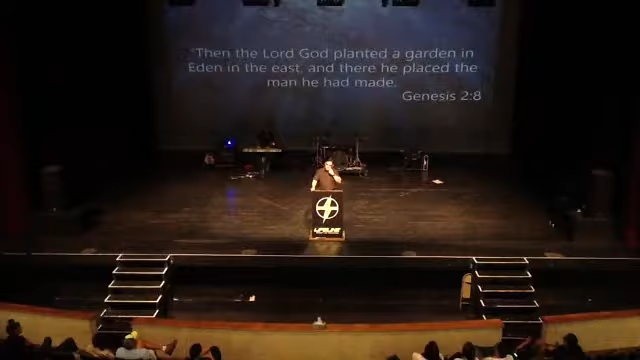 "Then the Lord God planted a garden in
Eden in the east, and there he placed the
man he had made.
Genesis 2:8